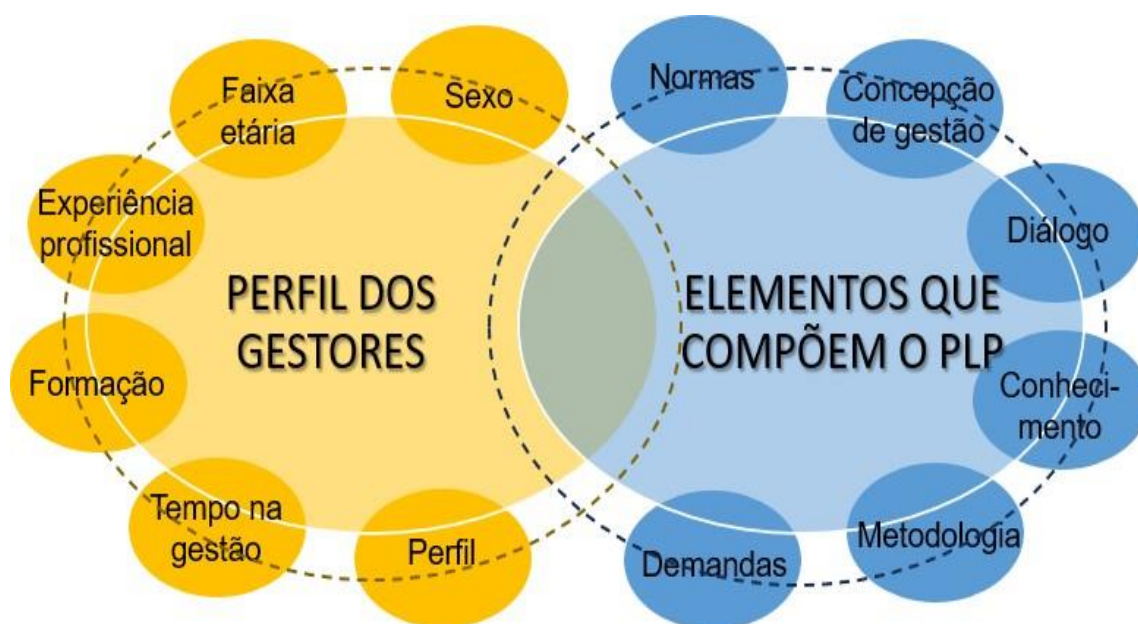 Faixa
etária
Sexo
Experiência
profissional
Formação
Tempo na
gestão
Perfil
PERFIL DOS
GESTORES
Normas
Concepção
de gestão
Diálogo
Conheci-
mento
Metodologia
Demandas
ELEMENTOS QUE
COMPÕEM O PLP